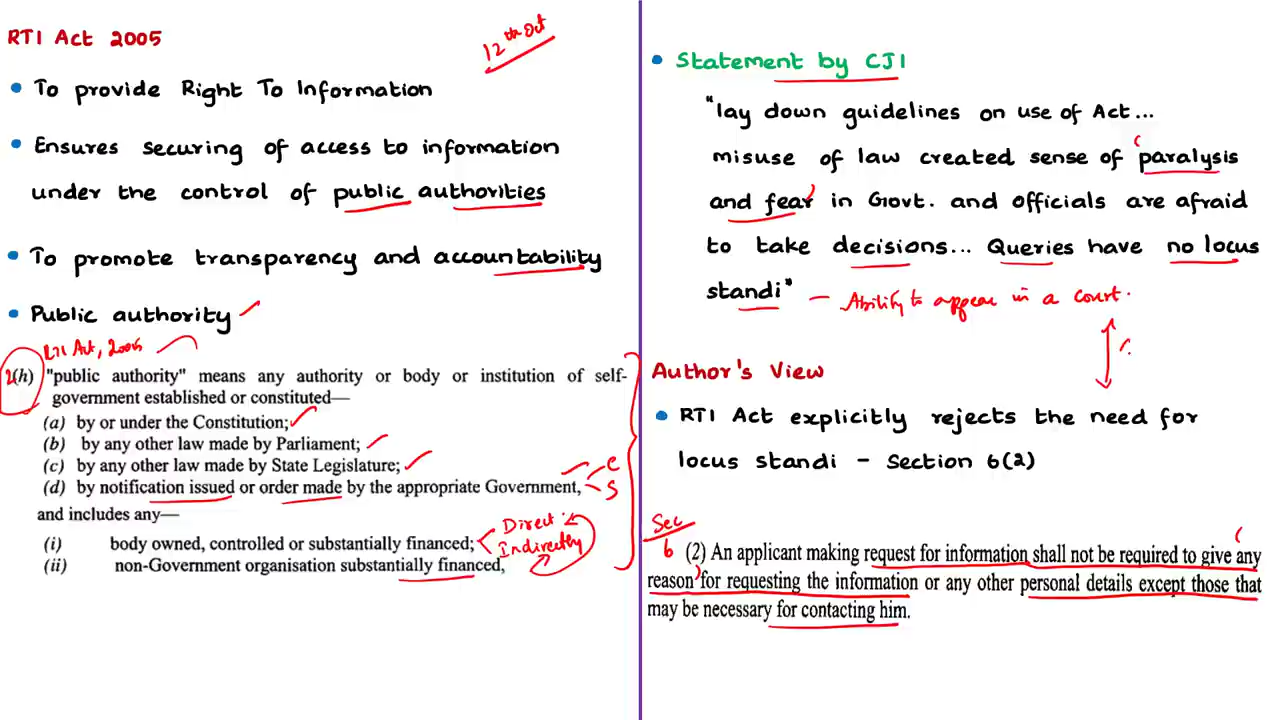 RTI Act 2005
12th Oct
• To provide Right To Information
• Ensures securing of access to information
under the control of public authorities
• To promote transparency and accountability
• Public authority
RTI Act, 2005
2(h) "public authority" means any authority or body or institution of self-
government established or constituted—
(a) by or under the Constitution;
(b) by any other law made by Parliament;
(c) by any other law made by State Legislature;
(d) by notification issued or order made by the appropriate Government,
C
S
and includes any—
(i) body owned, controlled or substantially financed;
(ii) non-Government organisation substantially financed,
Direct
Indirectly
• Statement by CJI
"lay down guidelines on use of Act...
misuse of law created sense of paralysis
and fear in Govt. and officials are afraid
to take decisions... Queries have no locus
standi" – Ability to appear in a court.
Author's View
• RTI Act explicitly rejects the need for
locus standi - Section 6(2)
Sec
6 (2) An applicant making request for information shall not be required to give any
reason for requesting the information or any other personal details except those that
may be necessary for contacting him.